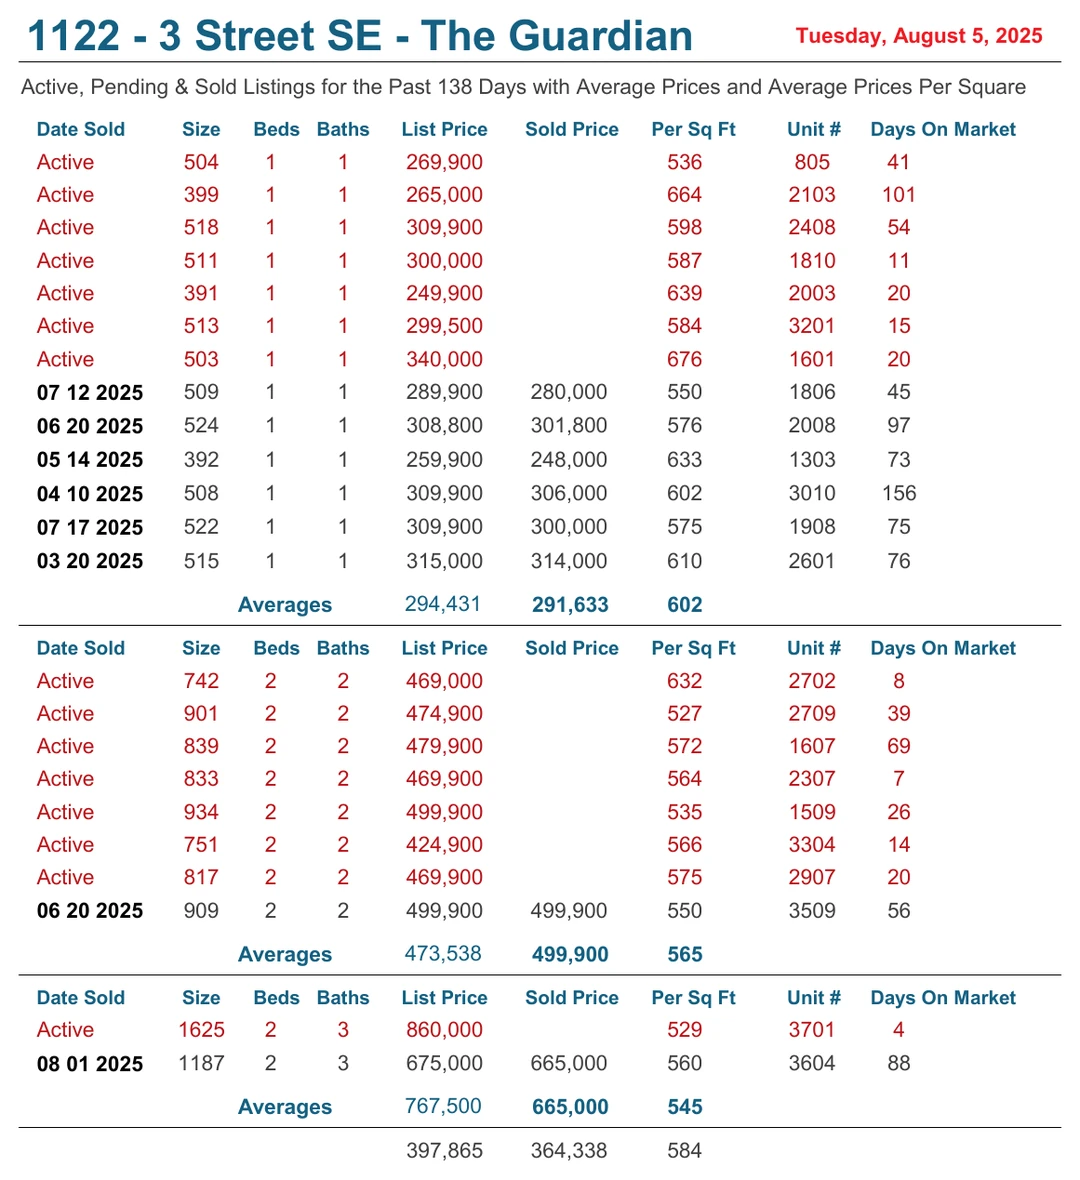 1122 - 3 Street SE - The Guardian Tuesday, August 5, 2025
Active, Pending & Sold Listings for the Past 138 Days with Average Prices and Average Prices Per Square
Date Sold Size Beds Baths List Price Sold Price Per Sq Ft Unit # Days On Market
Active 504 1 1 269,900 536 805 41
Active 399 1 1 265,000 664 2103 101
Active 518 1 1 309,900 598 2408 54
Active 511 1 1 300,000 587 1810 11
Active 391 1 1 249,900 639 2003 20
Active 513 1 1 299,500 584 3201 15
Active 503 1 1 340,000 676 1601 20
07 12 2025 509 1 1 289,900 280,000 550 1806 45
06 20 2025 524 1 1 308,800 301,800 576 2008 97
05 14 2025 392 1 1 259,900 248,000 633 1303 73
04 10 2025 508 1 1 309,900 306,000 602 3010 156
07 17 2025 522 1 1 309,900 300,000 575 1908 75
03 20 2025 515 1 1 315,000 314,000 610 2601 76
Averages 294,431 291,633 602
Date Sold Size Beds Baths List Price Sold Price Per Sq Ft Unit # Days On Market
Active 742 2 2 469,000 632 2702 8
Active 901 2 2 474,900 527 2709 39
Active 839 2 2 479,900 572 1607 69
Active 833 2 2 469,900 564 2307 7
Active 934 2 2 499,900 535 1509 26
Active 751 2 2 424,900 566 3304 14
Active 817 2 2 469,900 575 2907 20
06 20 2025 909 2 2 499,900 499,900 550 3509 56
Averages 473,538 499,900 565
Date Sold Size Beds Baths List Price Sold Price Per Sq Ft Unit # Days On Market
Active 1625 2 3 860,000 529 3701 4
08 01 2025 1187 2 3 675,000 665,000 560 3604 88
Averages 767,500 665,000 545
397,865 364,338 584